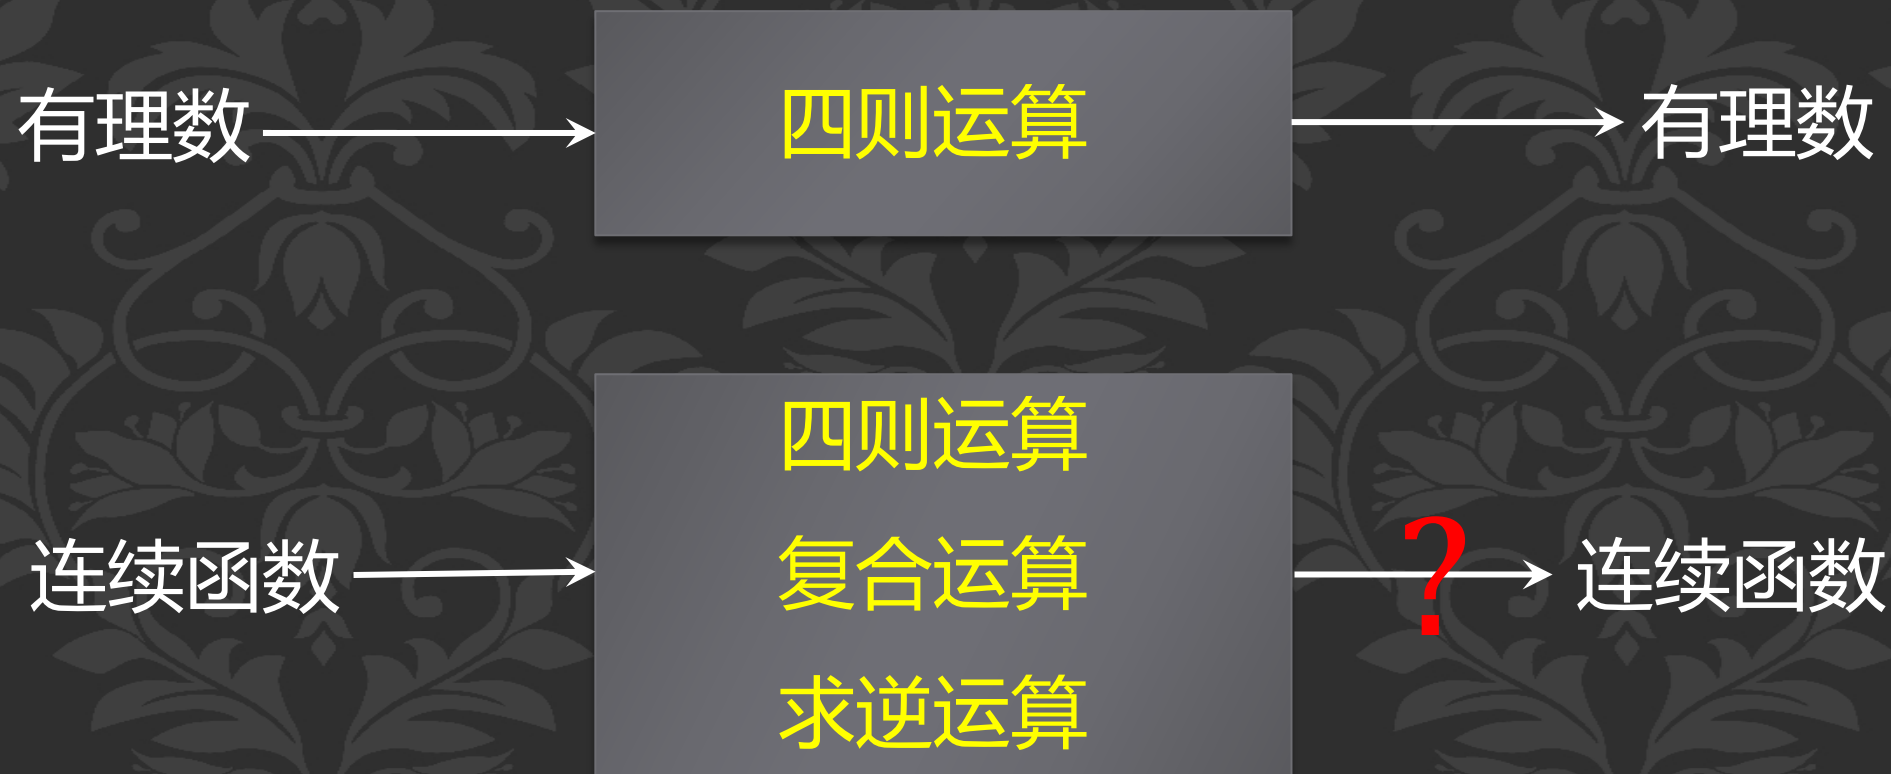 有理数
四则运算
有理数
四则运算
连续函数
复合运算
?
连续函数
求逆运算